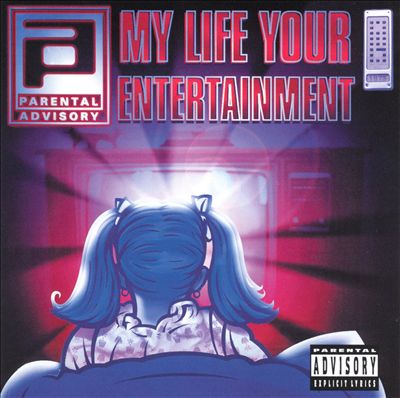 PARENTAL
ADVISORY
MY LIFE YOUR
ENTERTAINMENT
PARENTAL
ADVISORY
EXPLICIT LYRICS